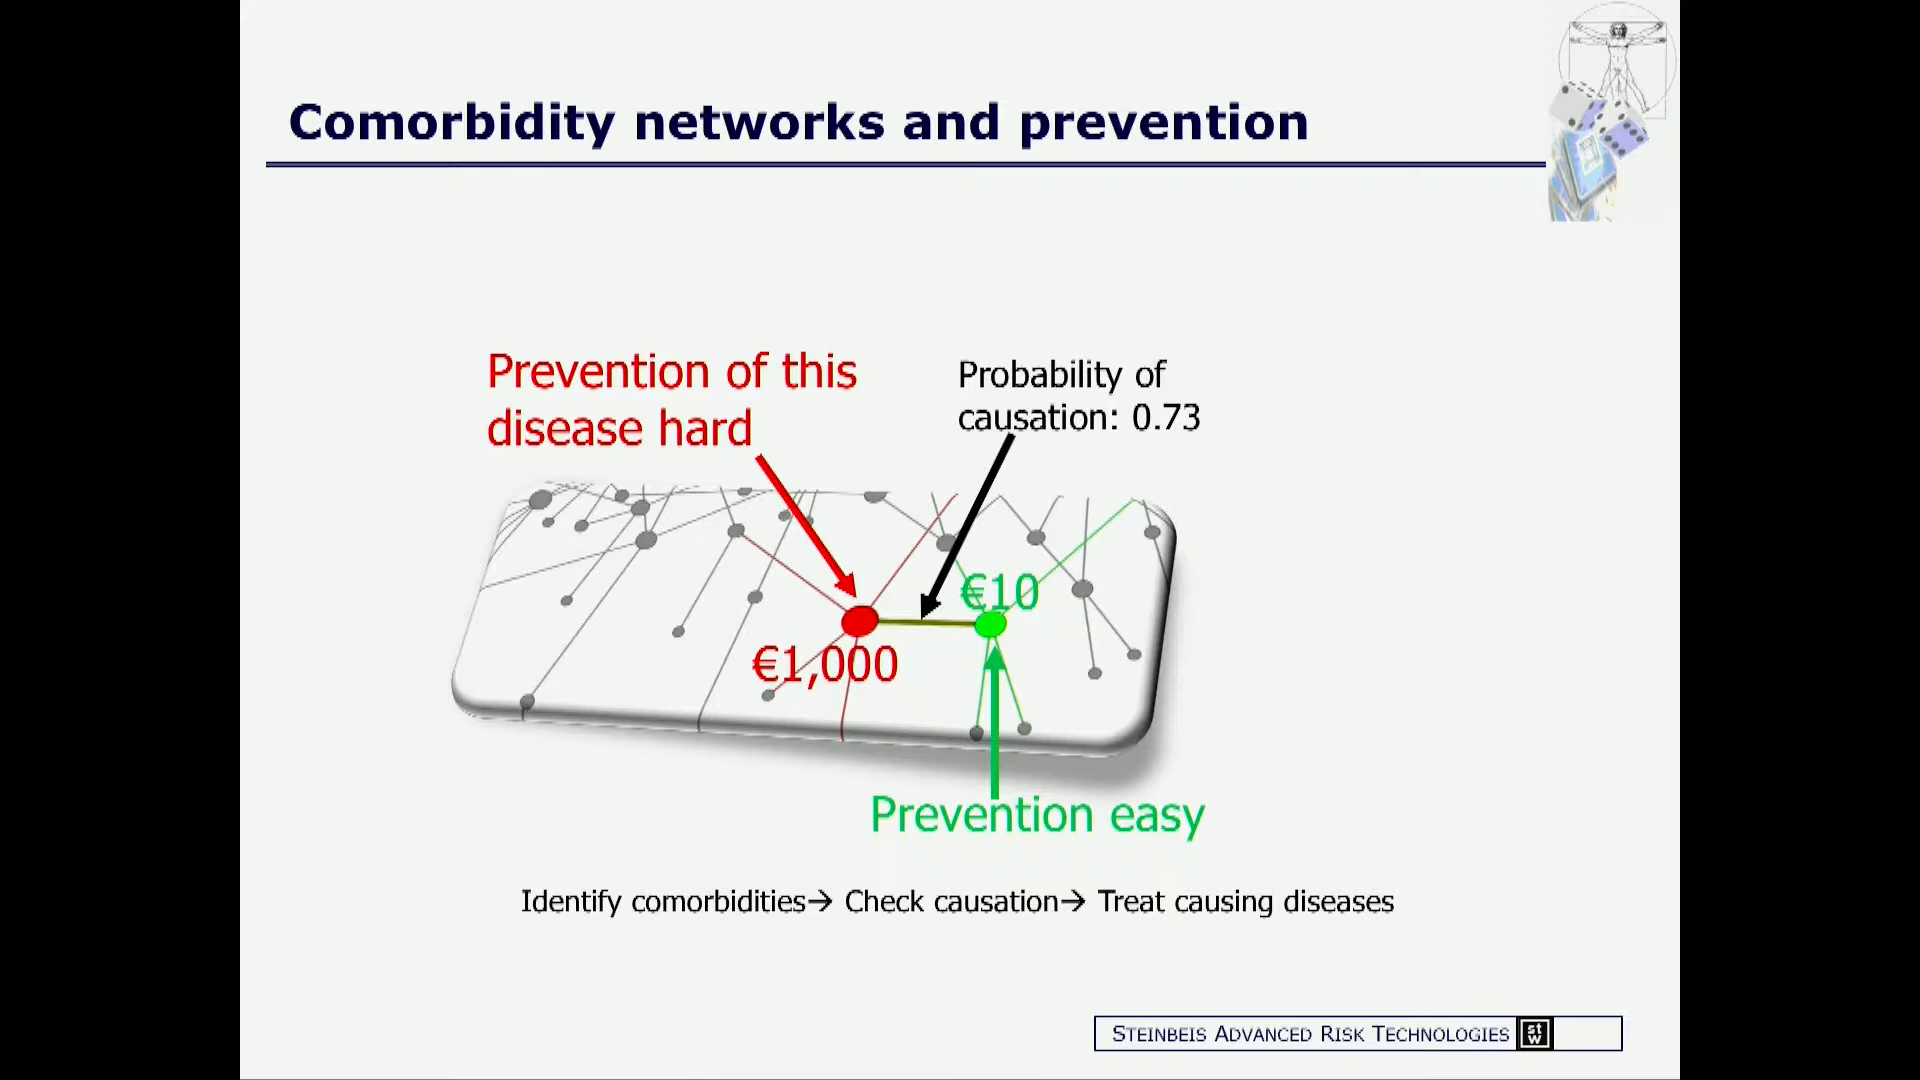 Comorbidity networks and prevention
Prevention of this
disease hard
Probability of
causation: 0.73
€10
€1,000
Prevention easy
Identify comorbidities→ Check causation→ Treat causing diseases
STEINBEIS ADVANCED RISK TECHNOLOGIES
stw